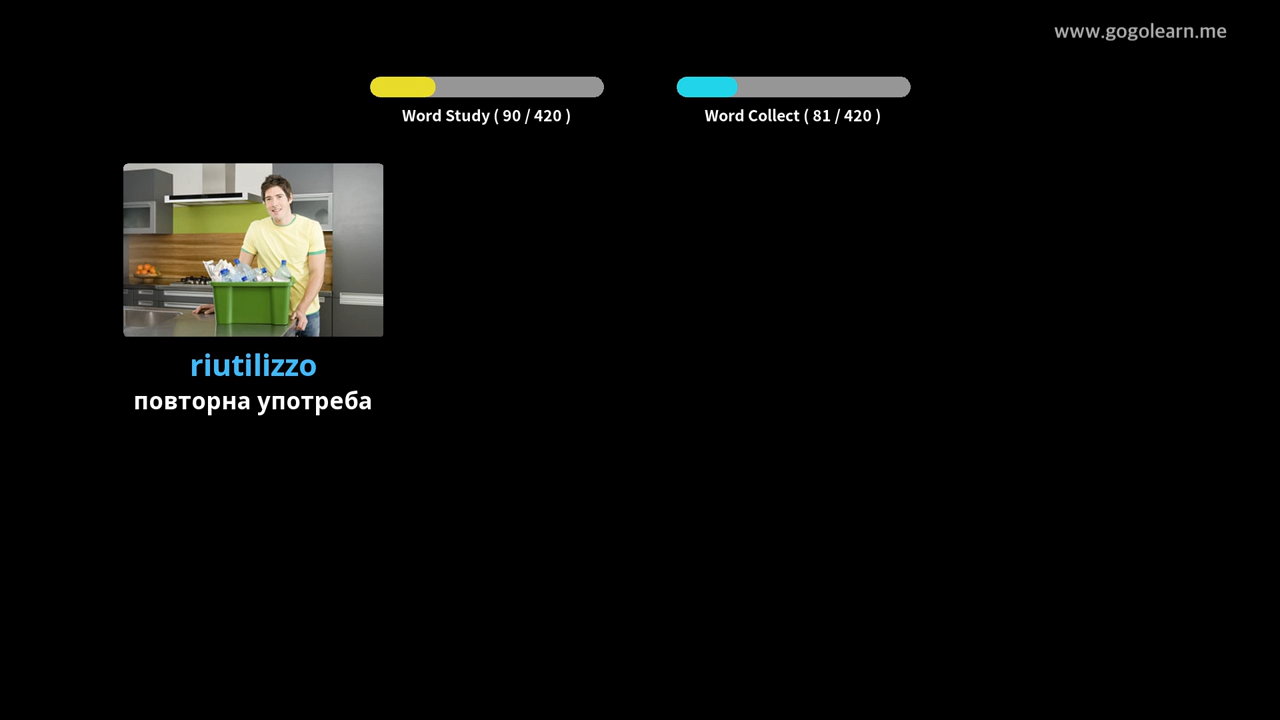 www.gogolearn.me
Word Study ( 90 / 420 )
Word Collect ( 81 / 420 )
riutilizzo
повторна употреба